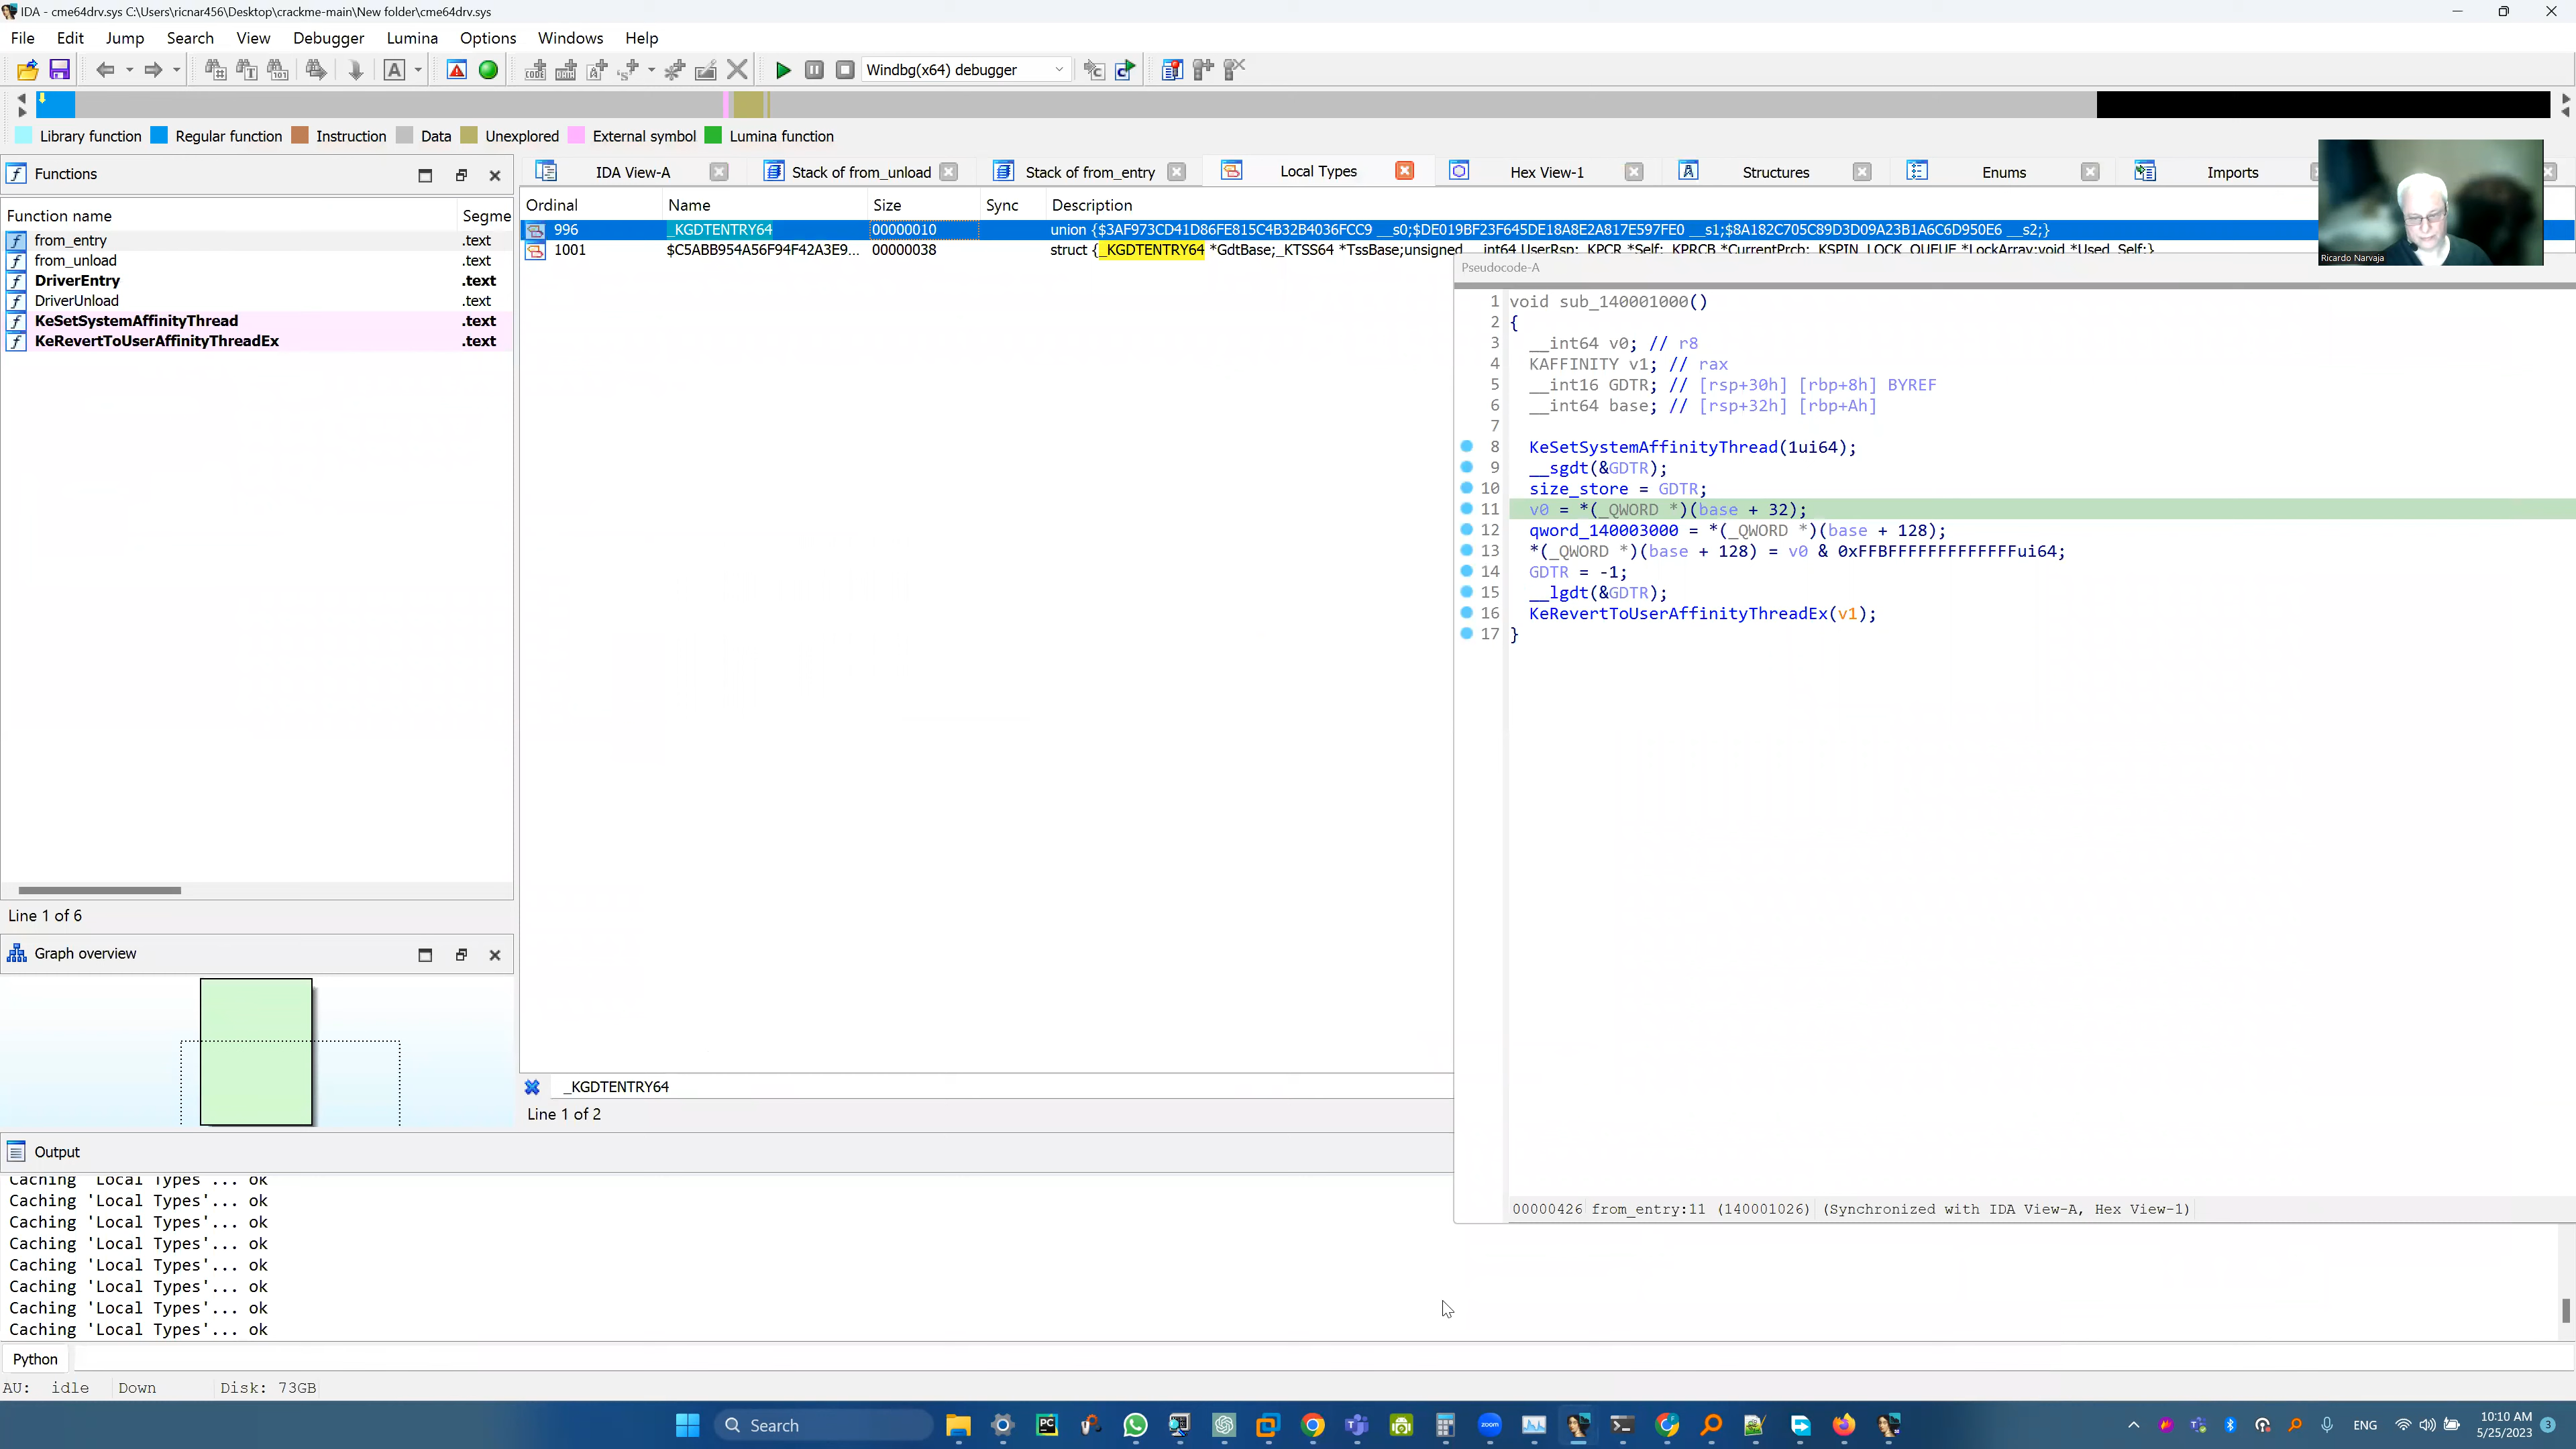 IDA - cme64drv.sys C:\Users\ricnar456\Desktop\crackme-main\New folder\cme64drv.sys
File Edit Jump Search View Debugger Lumina Options Windows Help
Windbg(x64) debugger
Library function Regular function Instruction Data Unexplored External symbol Lumina function
Functions
Function name Segme
from_entry .text
from_unload .text
DriverEntry .text
DriverUnload .text
KeSetSystemAffinityThread .text
KeRevertToUserAffinityThreadEx .text
Line 1 of 6
Graph overview
IDA View-A Stack of from_unload Stack of from_entry Local Types Hex View-1 Structures Enums Imports
Ordinal Name Size Sync Description
996 _KGDTENTRY64 00000010 union {$3AF973CD41D86FE815C4B32B4036FCC9 __s0;$DE019BF23F645DE18A8E2A817E597FE0 __s1;$8A182C705C89D3D09A23B1A6C6D950E6 __s2;}
1001 $C5ABB954A56F94F42A3E9... 00000038 struct {_KGDTENTRY64 *GdtBase;_KTSS64 *TssBase;unsigned __int64 UserRsp;_KPCR *Self;_KPRCB *CurrentPrcb;_KSPIN_LOCK_QUEUE *LockArray;void *Used_Self;}
Ricardo Narvaja
Pseudocode-A
1 void sub_140001000()
2 {
3 __int64 v0; // r8
4 KAFFINITY v1; // rax
5 __int16 GDTR; // [rsp+30h] [rbp+8h] BYREF
6 __int64 base; // [rsp+32h] [rbp+Ah]
7
8 KeSetSystemAffinityThread(1ui64);
9 __sgdt(&GDTR);
10 size_store = GDTR;
11 v0 = *(_QWORD *)(base + 32);
12 qword_140003000 = *(_QWORD *)(base + 128);
13 *(_QWORD *)(base + 128) = v0 & 0xFFBFFFFFFFFFFFFFui64;
14 GDTR = -1;
15 __lgdt(&GDTR);
16 KeRevertToUserAffinityThreadEx(v1);
17 }
00000426 from_entry:11 (140001026) (Synchronized with IDA View-A, Hex View-1)
_KGDTENTRY64
Line 1 of 2
Output
Caching 'Local Types'... ok
Caching 'Local Types'... ok
Caching 'Local Types'... ok
Caching 'Local Types'... ok
Caching 'Local Types'... ok
Caching 'Local Types'... ok
Caching 'Local Types'... ok
Caching 'Local Types'... ok
Python
AU: idle Down Disk: 73GB
Search
PC
zoom
ENG
10:10 AM
5/25/2023
3